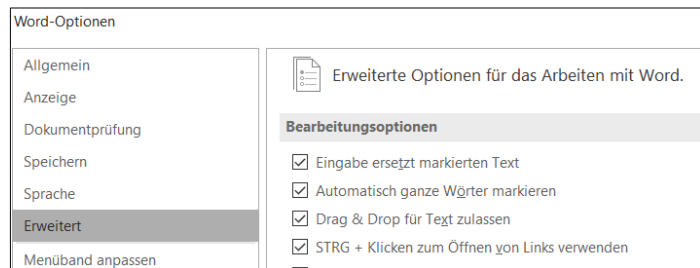 Word-Optionen
Allgemein
Anzeige
Dokumentprüfung
Speichern
Sprache
Erweitert
Menüband anpassen
Erweiterte Optionen für das Arbeiten mit Word.
Bearbeitungsoptionen
Eingabe ersetzt markierten Text
Automatisch ganze Wörter markieren
Drag & Drop für Text zulassen
STRG + Klicken zum Öffnen von Links verwenden